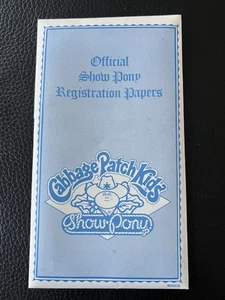 Official
Show Pony
Registration Papers
Cabbage Patch Kids®
Show Pony